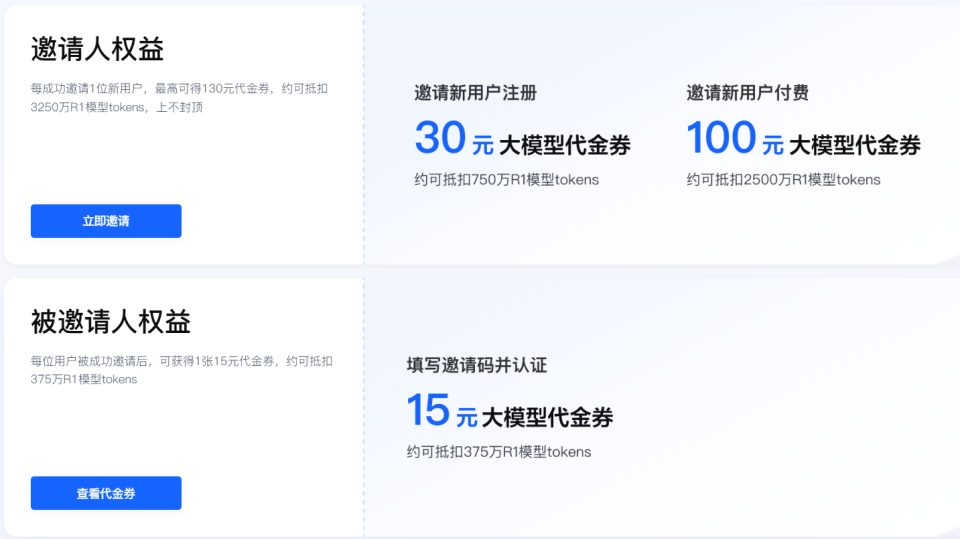 邀请人权益
每成功邀请1位新用户，最高可得130元代金券，约可抵扣
3250万R1模型tokens，上不封顶
立即邀请
邀请新用户注册
30 元 大模型代金券
约可抵扣750万R1模型tokens
邀请新用户付费
100 元 大模型代金券
约可抵扣2500万R1模型tokens
被邀请人权益
每位用户被成功邀请后，可获得1张15元代金券，约可抵扣
375万R1模型tokens
查看代金券
填写邀请码并认证
15 元 大模型代金券
约可抵扣375万R1模型tokens